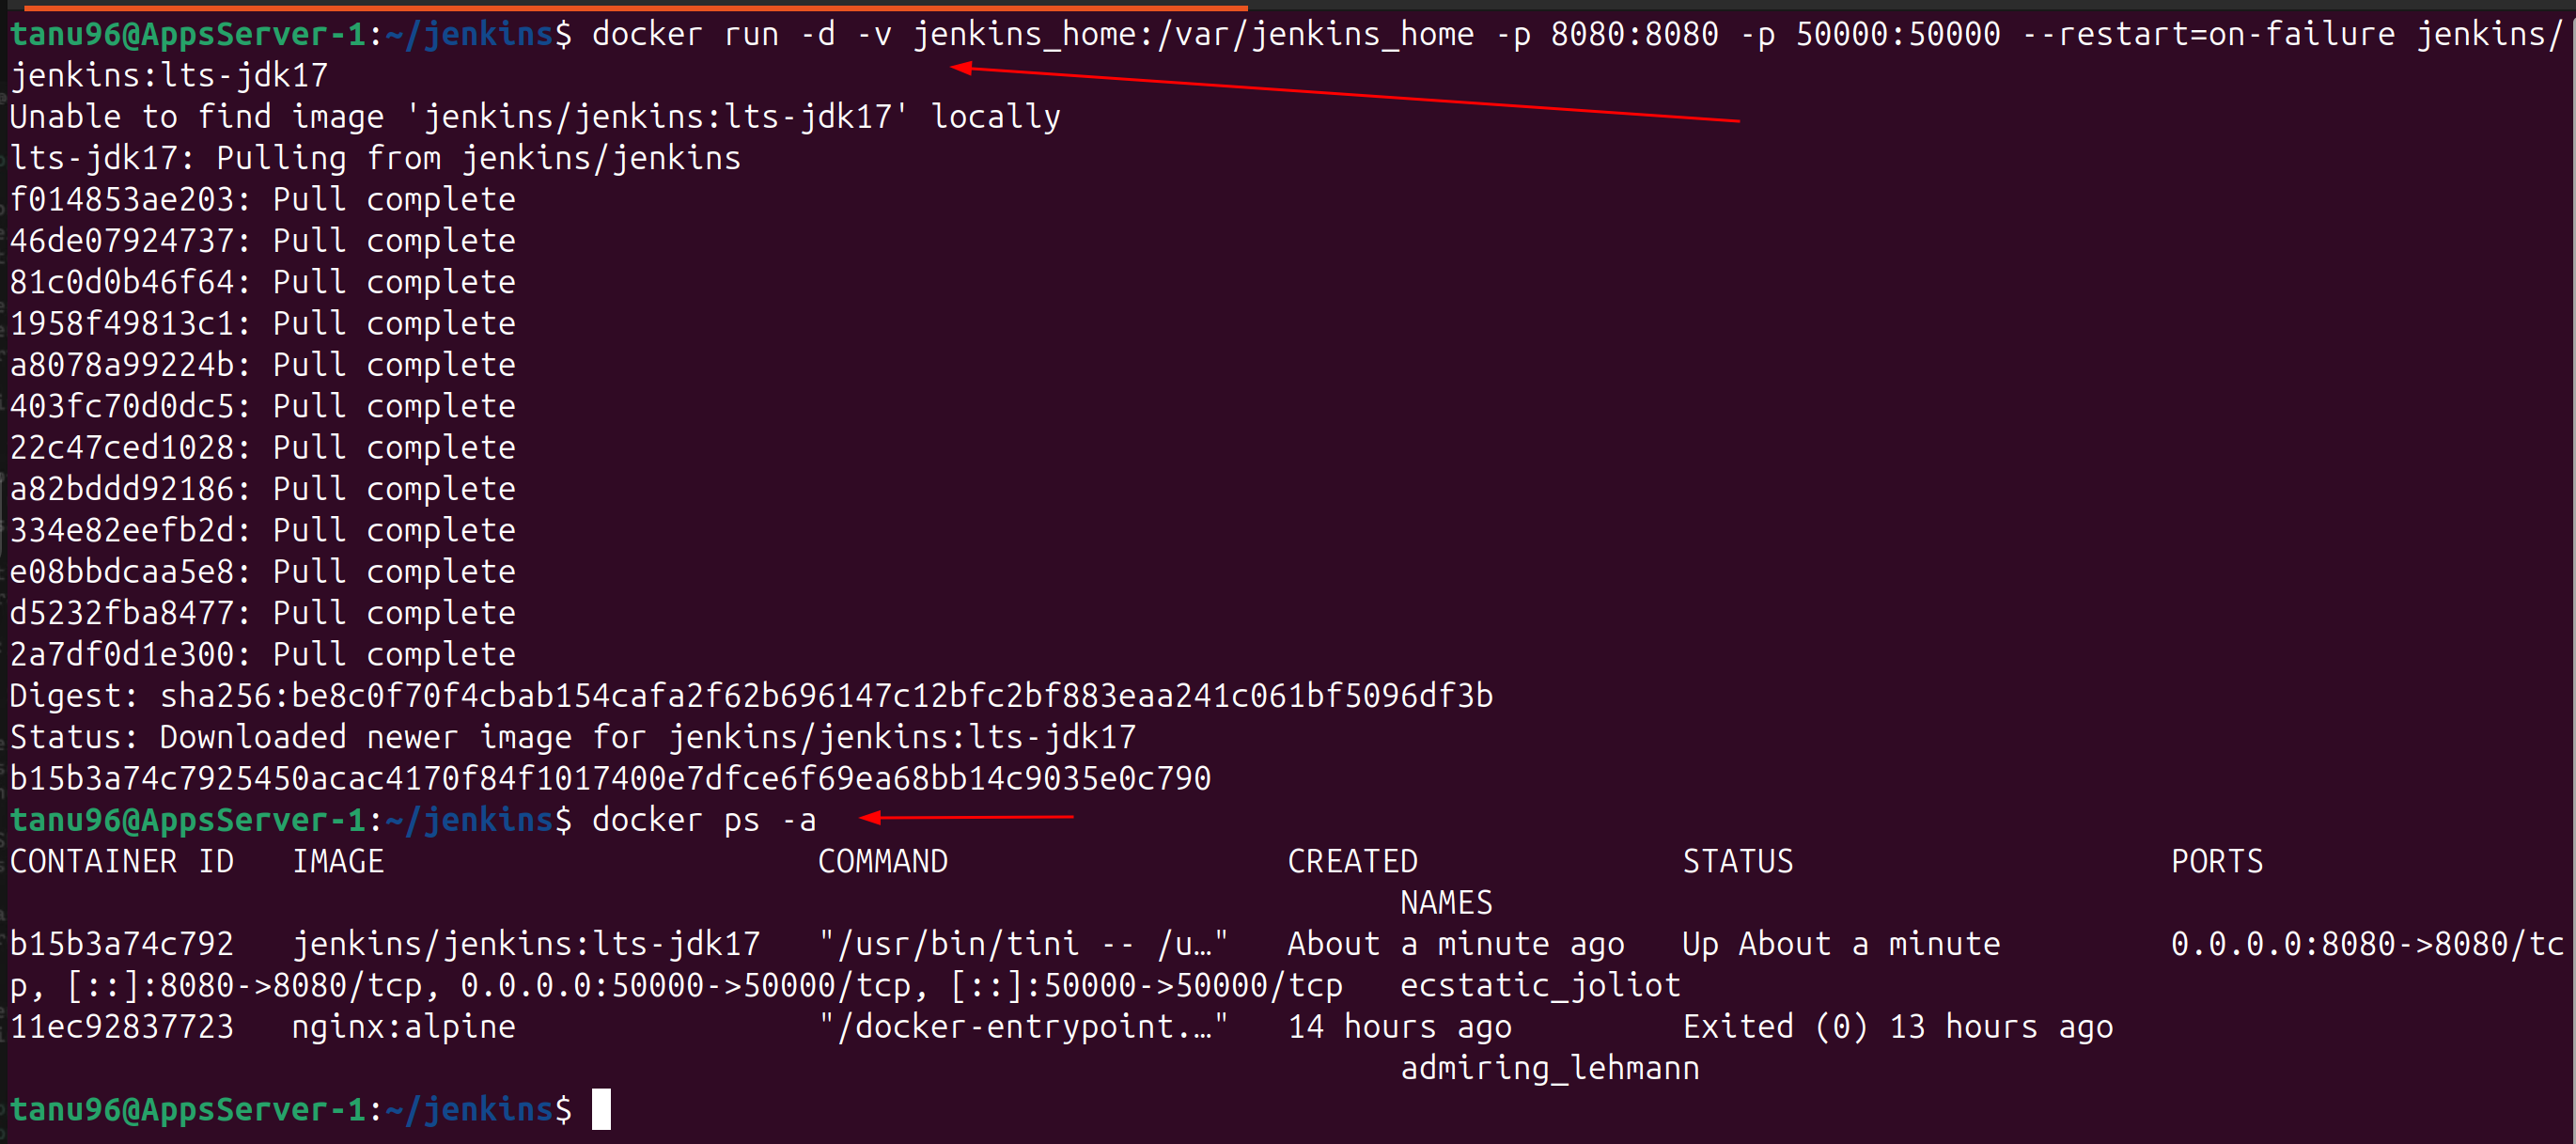 tanu96@AppsServer-1:~/jenkins$ docker run -d -v jenkins_home:/var/jenkins_home -p 8080:8080 -p 50000:50000 --restart=on-failure jenkins/
jenkins:lts-jdk17
Unable to find image 'jenkins/jenkins:lts-jdk17' locally
lts-jdk17: Pulling from jenkins/jenkins
f014853ae203: Pull complete
46de07924737: Pull complete
81c0d0b46f64: Pull complete
1958f49813c1: Pull complete
a8078a99224b: Pull complete
403fc70d0dc5: Pull complete
22c47ced1028: Pull complete
a82bddd92186: Pull complete
334e82eefb2d: Pull complete
e08bbdcaa5e8: Pull complete
d5232fba8477: Pull complete
2a7df0d1e300: Pull complete
Digest: sha256:be8c0f70f4cbab154cafa2f62b696147c12bfc2bf883eaa241c061bf5096df3b
Status: Downloaded newer image for jenkins/jenkins:lts-jdk17
b15b3a74c7925450acac4170f84f1017400e7dfce6f69ea68bb14c9035e0c790
tanu96@AppsServer-1:~/jenkins$ docker ps -a
CONTAINER ID   IMAGE                       COMMAND                  CREATED              STATUS                    PORTS
NAMES
b15b3a74c792   jenkins/jenkins:lts-jdk17   "/usr/bin/tini -- /u…"   About a minute ago   Up About a minute         0.0.0.0:8080->8080/tc
p, [::]:8080->8080/tcp, 0.0.0.0:50000->50000/tcp, [::]:50000->50000/tcp   ecstatic_joliot
11ec92837723   nginx:alpine                "/docker-entrypoint.…"   14 hours ago         Exited (0) 13 hours ago
admiring_lehmann
tanu96@AppsServer-1:~/jenkins$